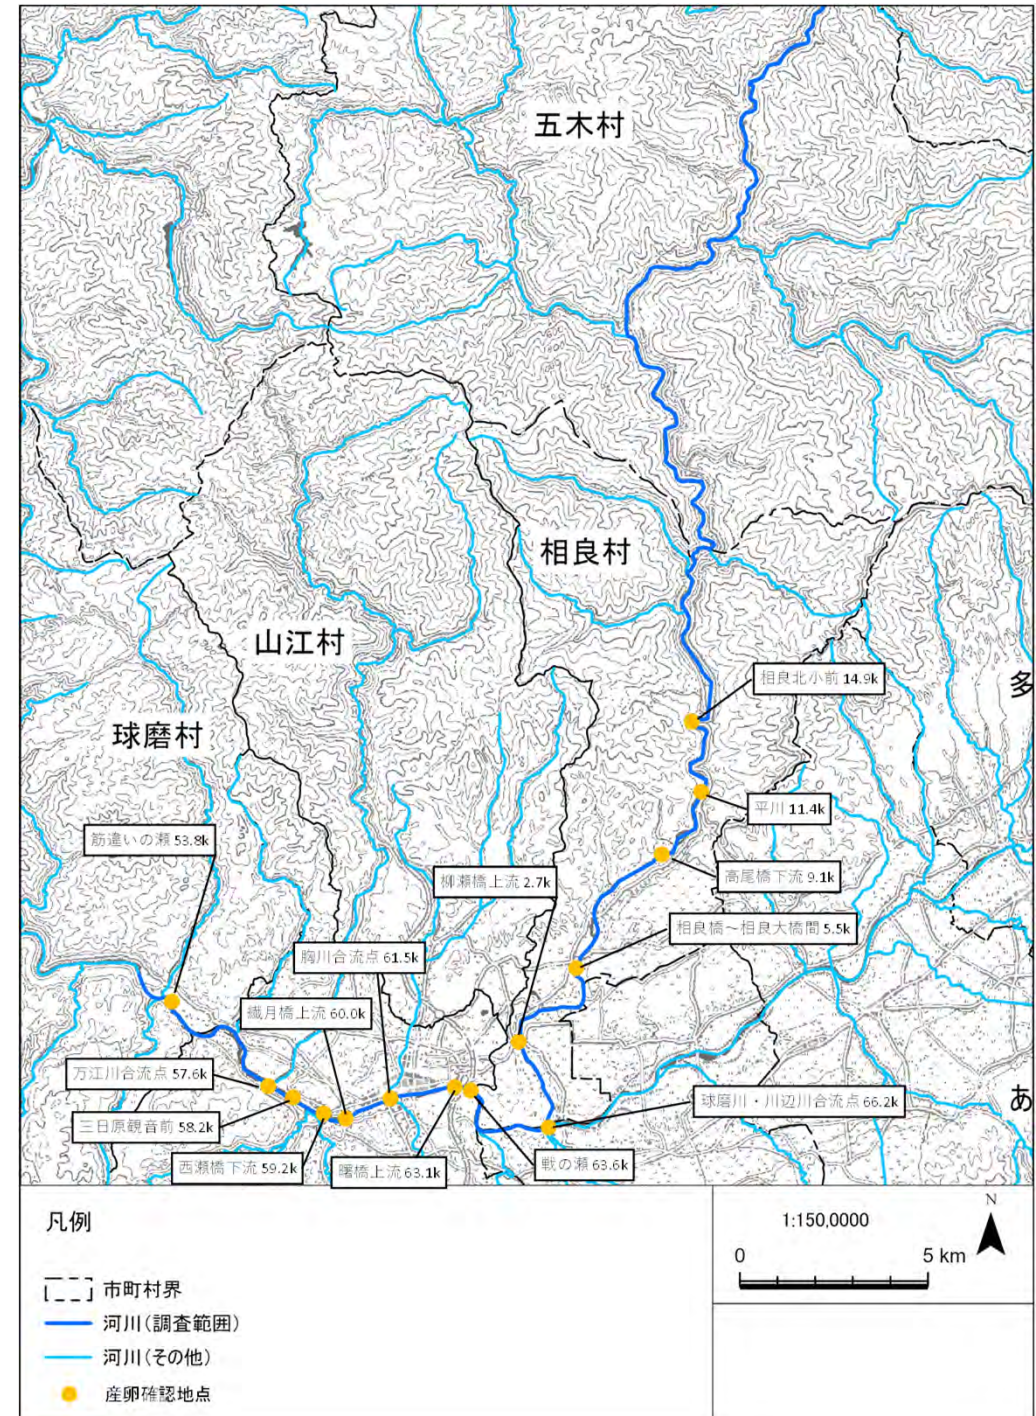 五木村
相良村
山江村
相良北小前 14.9k
多
球磨村
平川 11.4k
筋違いの瀬 53.8k
柳瀬橋上流 2.7k
高尾橋下流 9.1k
相良橋～相良大橋間 5.5k
胸川合流点 61.5k
繊月橋上流 60.0k
万江川合流点 57.6k
球磨川・川辺川合流点 66.2k
あ
三日原観音前 58.2k
西瀬橋下流 59.2k
曙橋上流 63.1k
戦の瀬 63.6k
凡例
市町村界
河川（調査範囲）
河川（その他）
産卵確認地点
1:150,0000
N
0
5 km